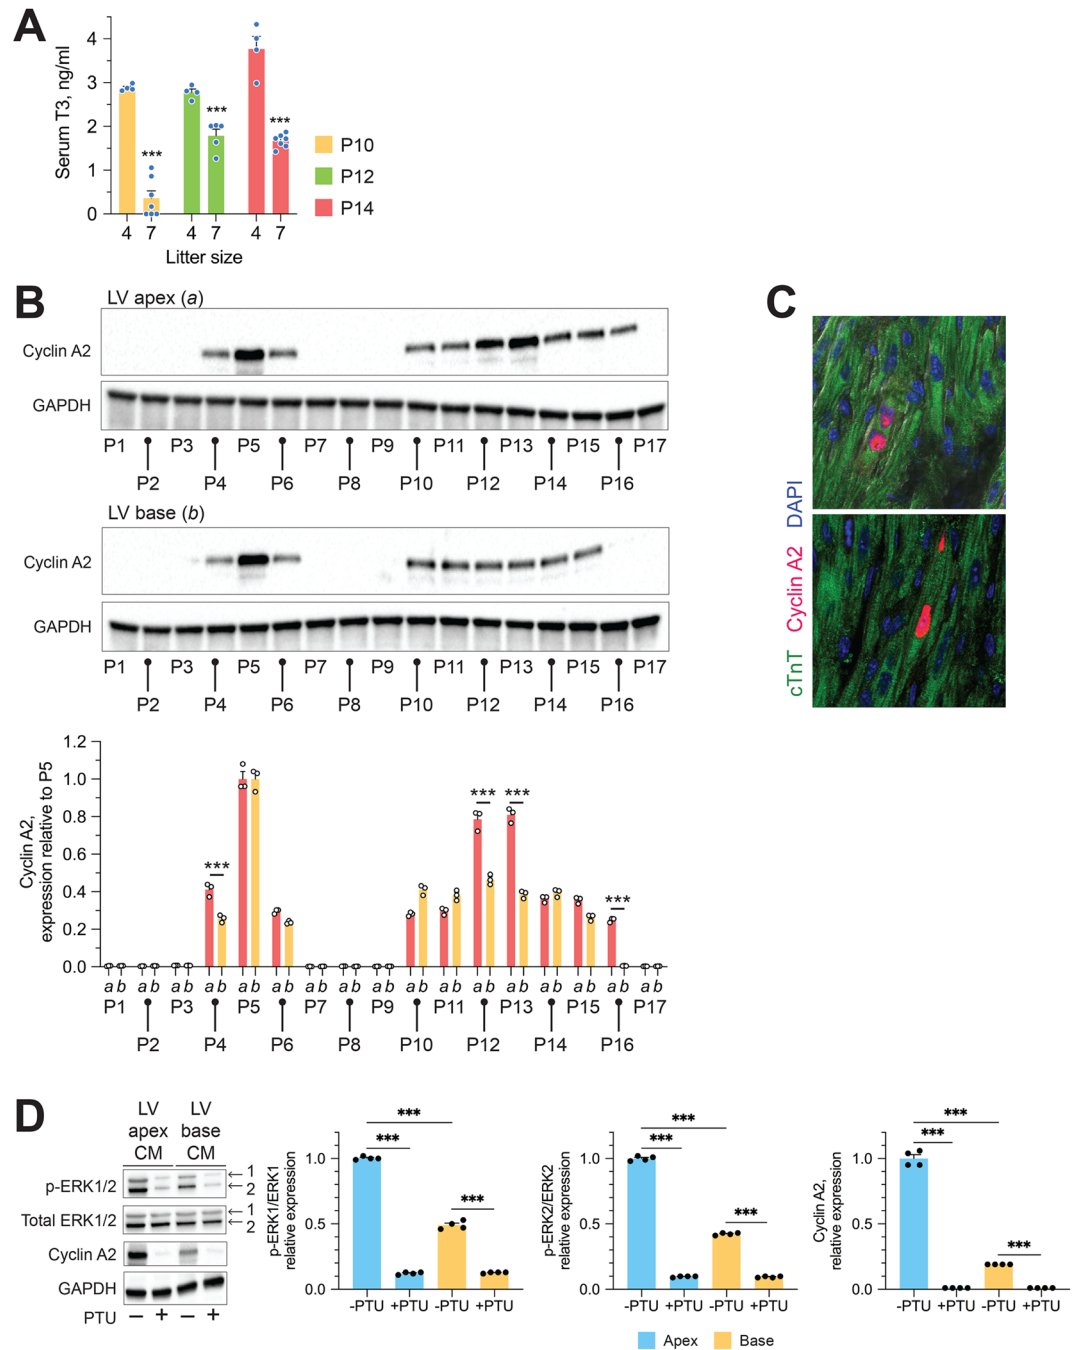 A
Serum T3, ng/ml
4
3
2
1
0
***
***
***
4 7 4 7 4 7
Litter size
P10
P12
P14
B
LV apex (a)
Cyclin A2
GAPDH
P1 P3 P5 P7 P9 P11 P13 P15 P17
P2 P4 P6 P8 P10 P12 P14 P16
LV base (b)
Cyclin A2
GAPDH
P1 P3 P5 P7 P9 P11 P13 P15 P17
P2 P4 P6 P8 P10 P12 P14 P16
Cyclin A2,
expression relative to P5
1.2
1.0
0.8
0.6
0.4
0.2
0.0
*** *** *** ***
a b a b a b a b a b a b a b a b a b a b a b a b a b a b a b a b a b
P1 P3 P5 P7 P9 P11 P13 P15 P17
P2 P4 P6 P8 P10 P12 P14 P16
C
cTnT Cyclin A2 DAPI
D
LV LV
apex base
CM CM
p-ERK1/2
1
2
Total ERK1/2
1
2
Cyclin A2
GAPDH
PTU − + − +
p-ERK1/ERK1
relative expression
1.0
0.5
0.0
***
***
***
-PTU +PTU -PTU +PTU
p-ERK2/ERK2
relative expression
1.0
0.5
0.0
***
***
***
-PTU +PTU -PTU +PTU
Cyclin A2,
relative expression
1.0
0.5
0.0
***
***
***
-PTU +PTU -PTU +PTU
Apex Base